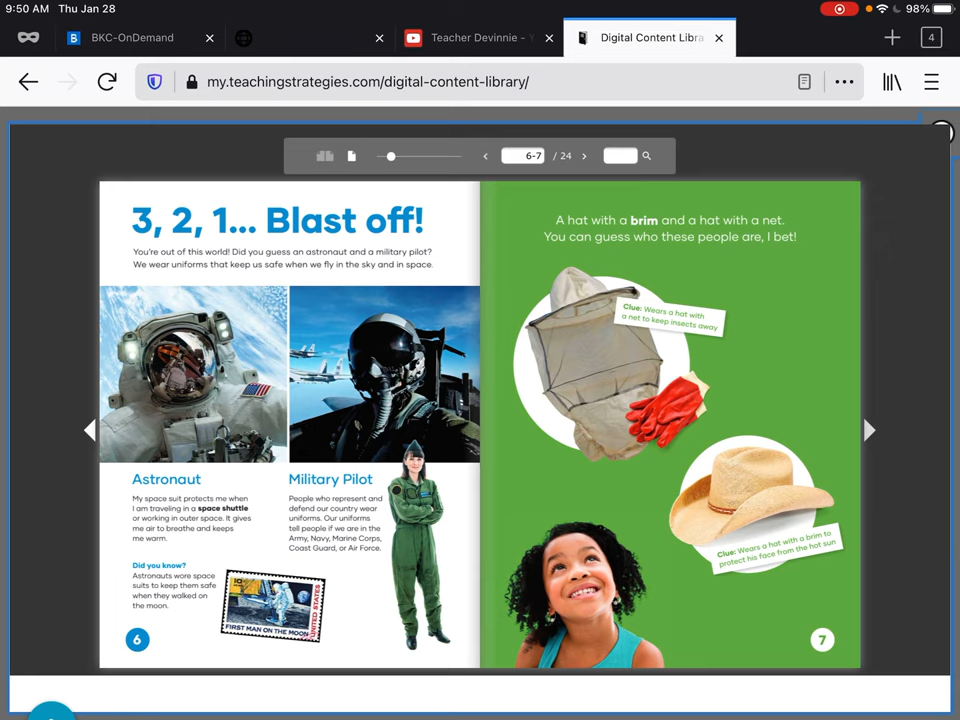 9:50 AM Thu Jan 28
98%
BKC-OnDemand
Teacher Devinnie -
Digital Content Libra
4
my.teachingstrategies.com/digital-content-library/
6-7 / 24
3, 2, 1... Blast off!
You're out of this world! Did you guess an astronaut and a military pilot?
We wear uniforms that keep us safe when we fly in the sky and in space.
Astronaut
My space suit protects me when
I am traveling in a space shuttle
or working in outer space. It gives
me air to breathe and keeps
me warm.
Did you know?
Astronauts wore space
suits to keep them safe
when they walked on
the moon.
Military Pilot
People who represent and
defend our country wear
uniforms. Our uniforms
tell people if we are in the
Army, Navy, Marine Corps,
Coast Guard, or Air Force.
10¢
UNITED STATES
FIRST MAN ON THE MOON
6
A hat with a brim and a hat with a net.
You can guess who these people are, I bet!
Clue: Wears a hat with
a net to keep insects away
Clue: Wears a hat with a brim to
protect his face from the hot sun
7